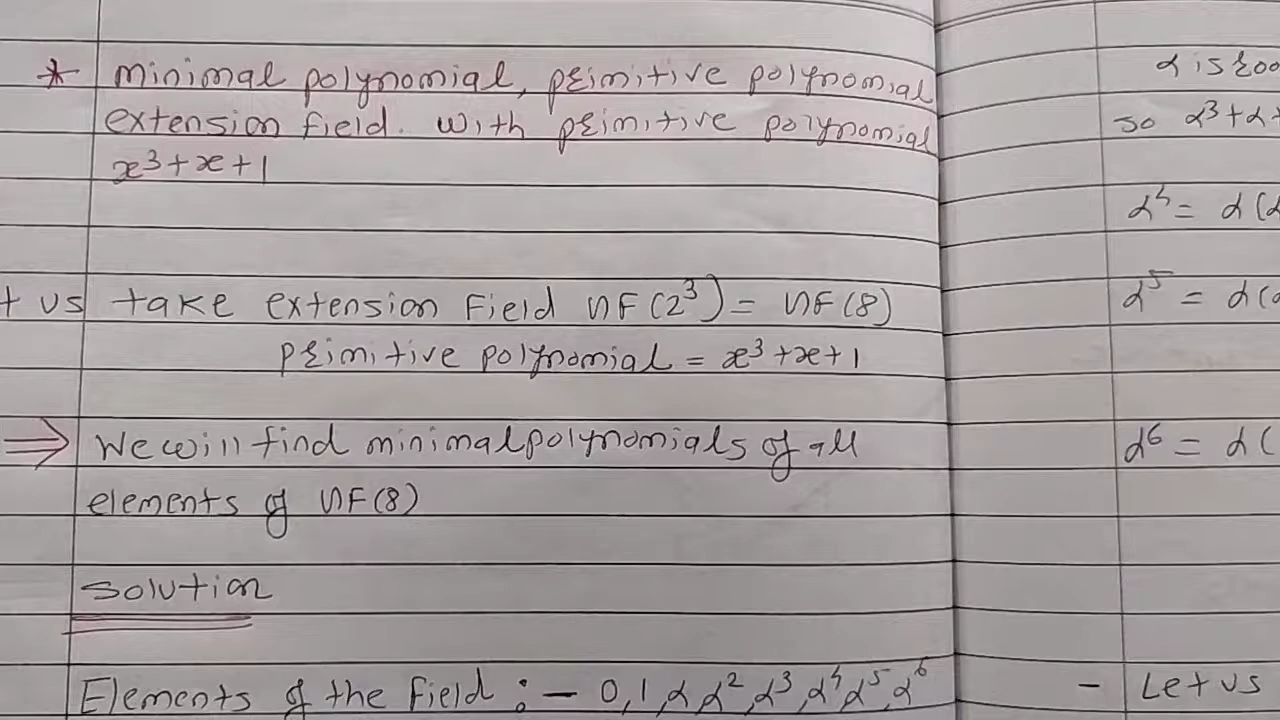 * Minimal polynomial, primitive polynomial
extension field. with primitive polynomial
x³+x+1
t us take extension Field GF(2³) = GF(8)
primitive polynomial = x³+x+1
⇒ We will find minimal polynomials of all
elements of GF(8)
Solution
Elements of the Field :- 0,1,α,α²,α³,α⁴,α⁵,α⁶
α is roo
so α³+α+
α⁴ = α(α
α⁵ = α(α
α⁶ = α(
- Let us